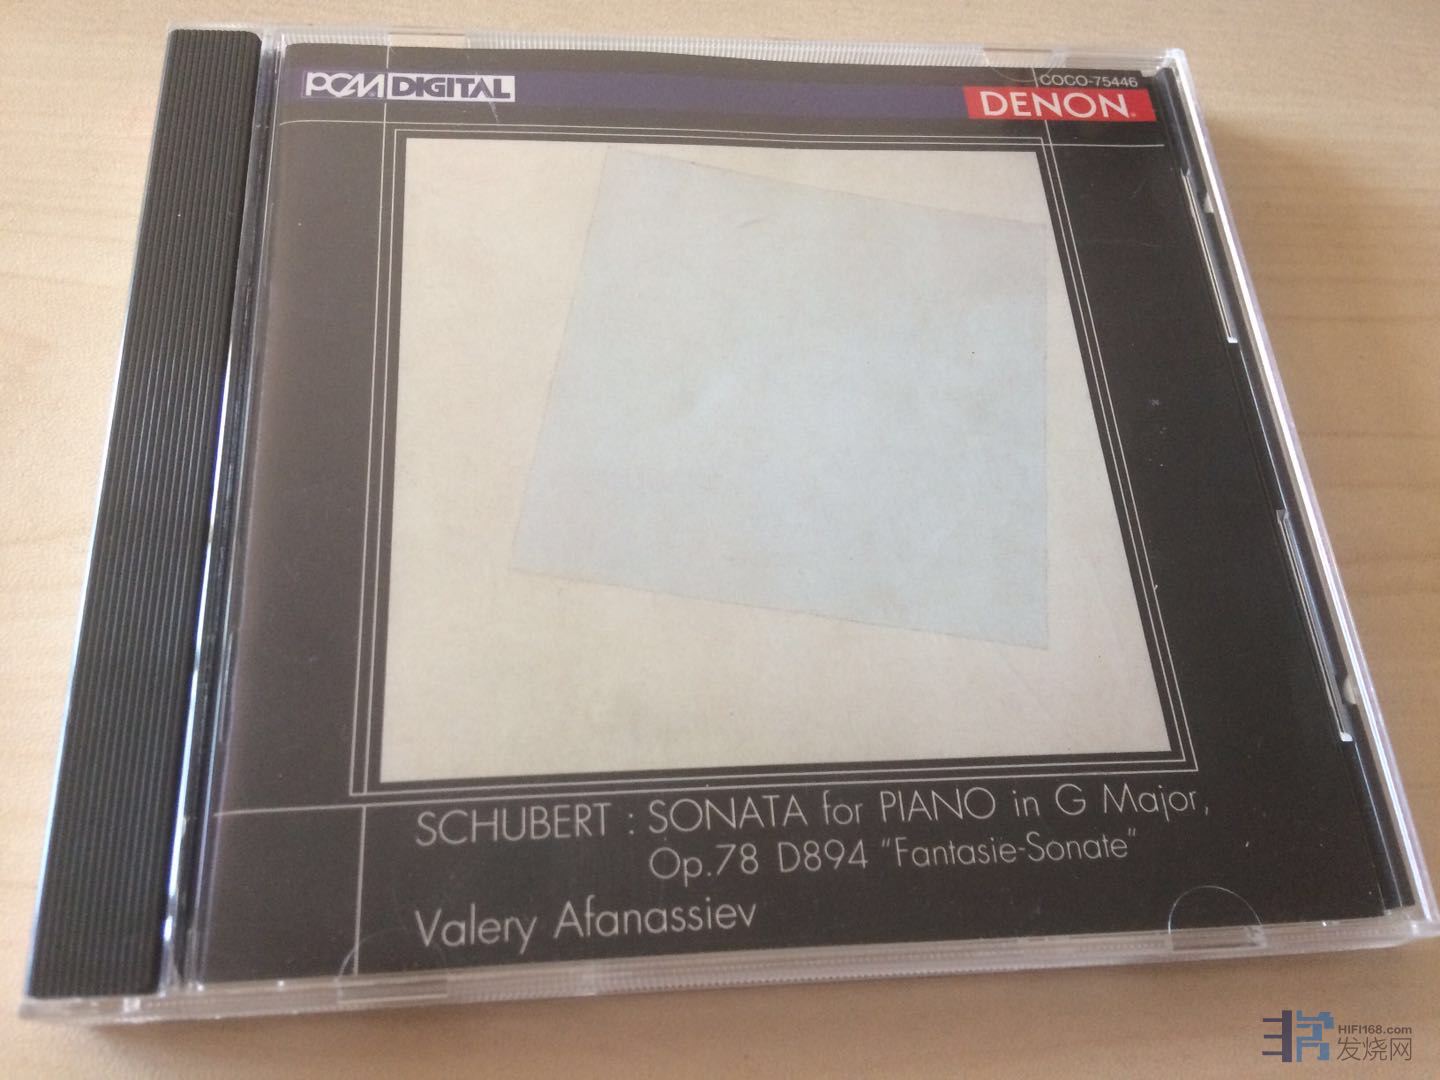 PCM DIGITAL
COCO-75446
DENON
SCHUBERT : SONATA for PIANO in G Major,
Op.78 D894 "Fantasie-Sonate"
Valery Afanassiev
HIFI168.com
发烧网